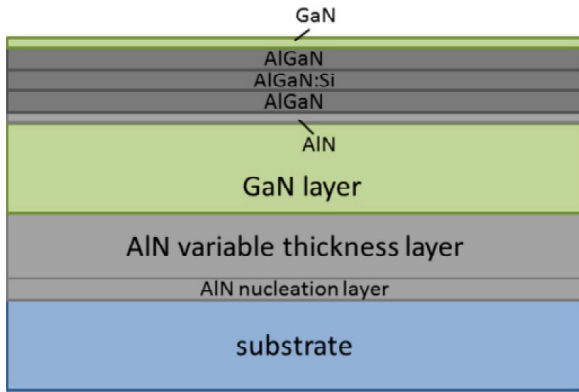 GaN
AlGaN
AlGaN:Si
AlGaN
AlN
GaN layer
AlN variable thickness layer
AlN nucleation layer
substrate